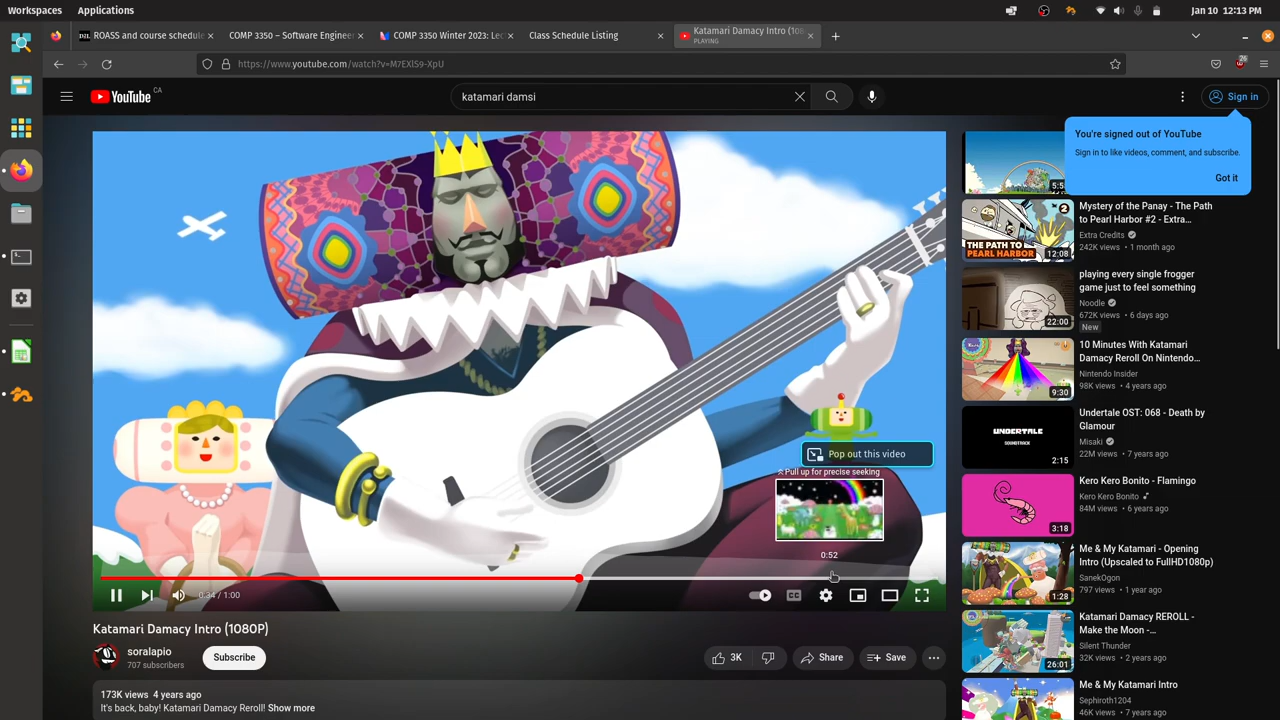 Workspaces
Applications
Jan 10 12:13 PM
ROASS and course schedule
COMP 3350 – Software Enginee
COMP 3350 Winter 2023: Lec
Class Schedule Listing
Katamari Damacy Intro (108
PLAYING
https://www.youtube.com/watch?v=M7EXlS9-XpU
26
YouTube CA
katamari damsi
Sign in
You're signed out of YouTube
Sign in to like videos, comment, and subscribe.
Got it
Pop out this video
Pull up for precise seeking
0:52
0:34 / 1:00
Katamari Damacy Intro (1080P)
soralapio
707 subscribers
Subscribe
3K
Share
Save
173K views 4 years ago
It's back, baby! Katamari Damacy Reroll! Show more
5:5
THE PATH TO
PEARL HARBOR
2
12:08
Mystery of the Panay - The Path
to Pearl Harbor #2 - Extra...
Extra Credits
242K views • 1 month ago
22:00
playing every single frogger
game just to feel something
Noodle
672K views • 6 days ago
New
9:30
10 Minutes With Katamari
Damacy Reroll On Nintendo...
Nintendo Insider
98K views • 4 years ago
UNDERTALE
SOUNDTRACK
2:15
Undertale OST: 068 - Death by
Glamour
Misaki
22M views • 7 years ago
3:18
Kero Kero Bonito - Flamingo
Kero Kero Bonito
84M views • 6 years ago
1:28
Me & My Katamari - Opening
Intro (Upscaled to FullHD1080p)
SanekOgon
797 views • 1 year ago
26:01
Katamari Damacy REROLL -
Make the Moon -...
Silent Thunder
32K views • 2 years ago
Me & My Katamari Intro
Sephiroth1204
46K views • 7 years ago